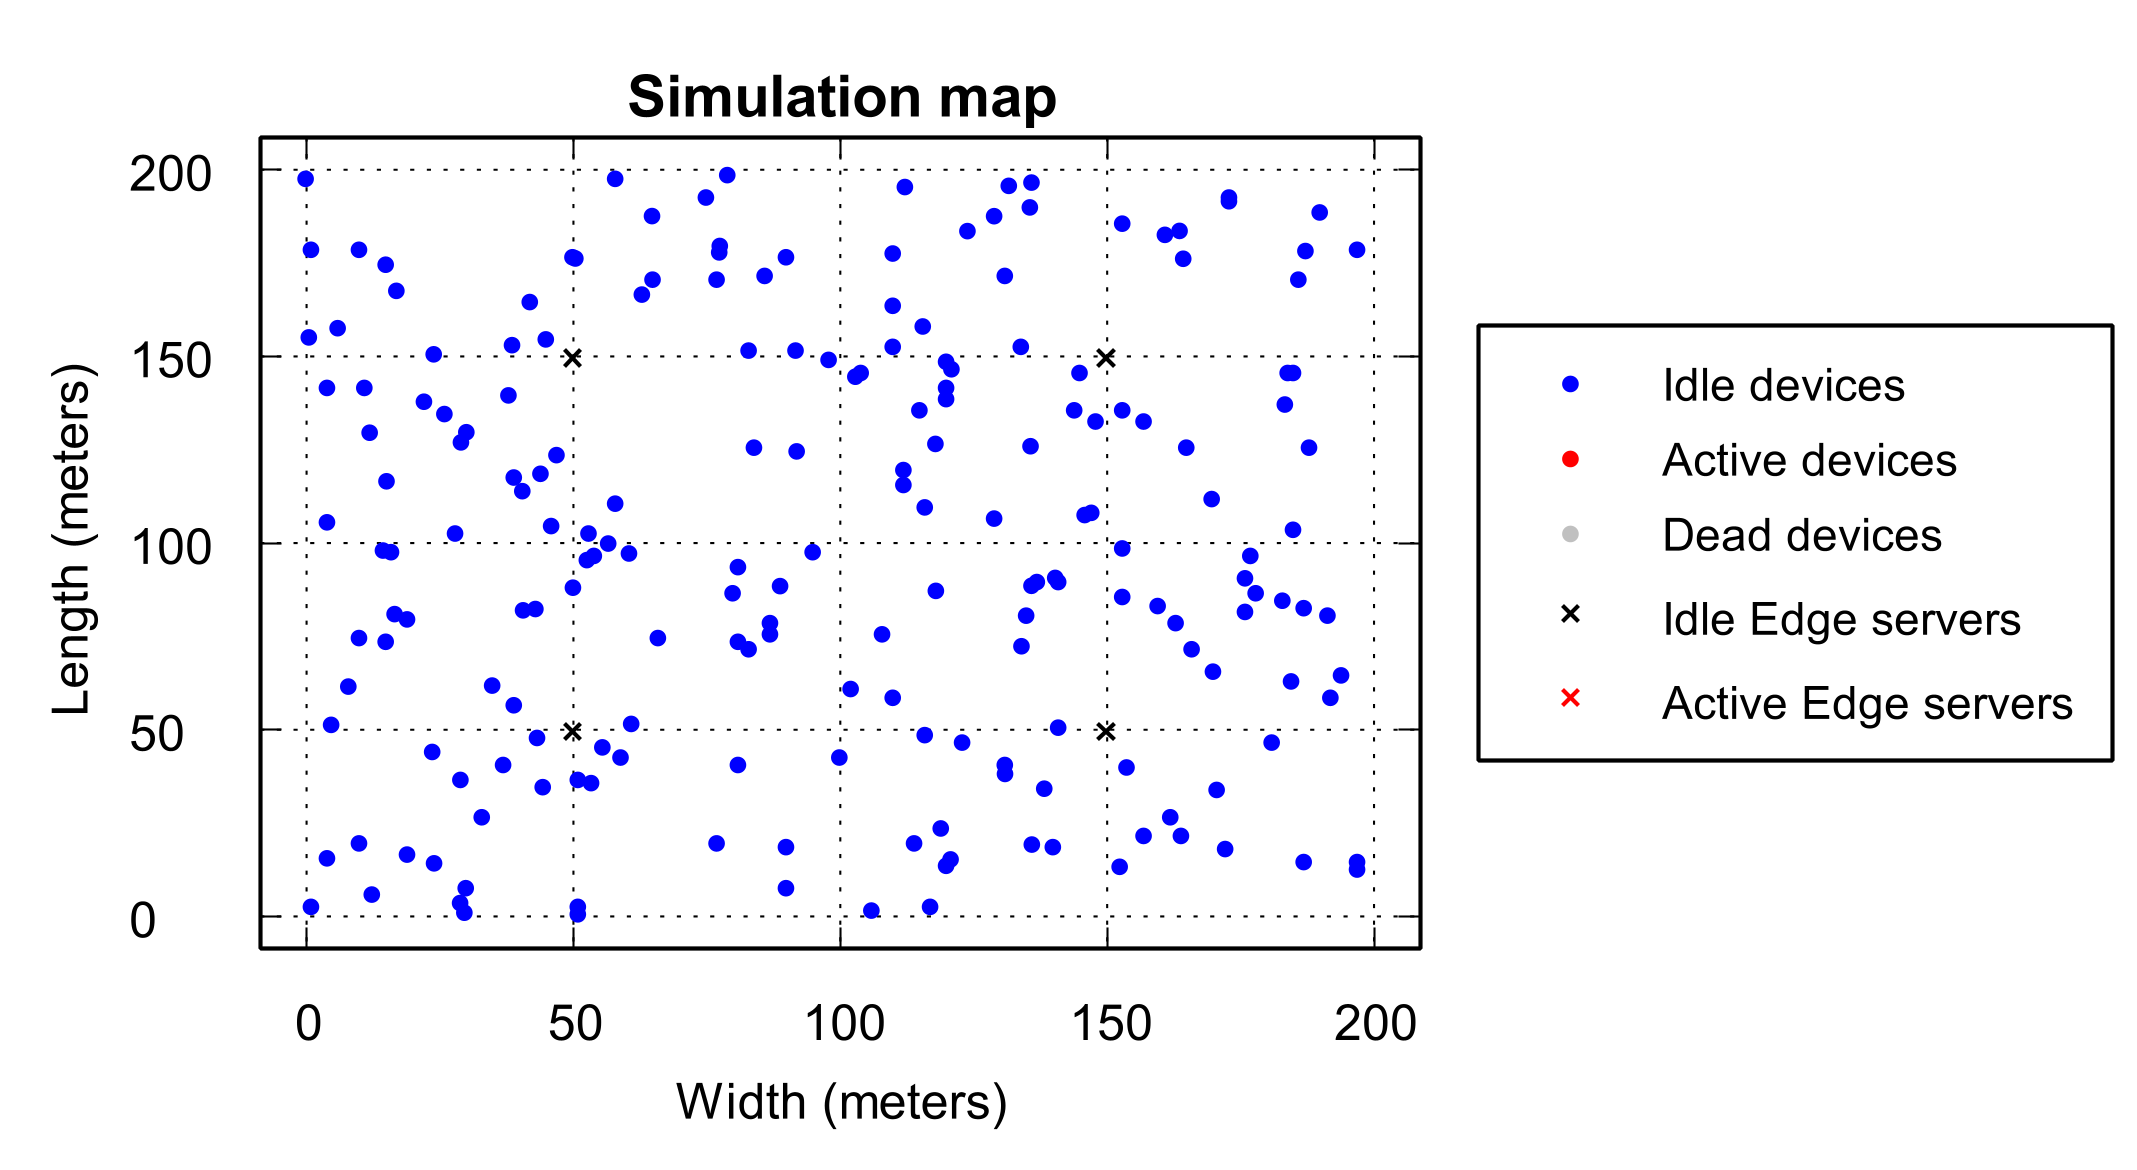 Simulation map
200
150
100
50
0
Length (meters)
0 50 100 150 200
Width (meters)
Idle devices
Active devices
Dead devices
Idle Edge servers
Active Edge servers